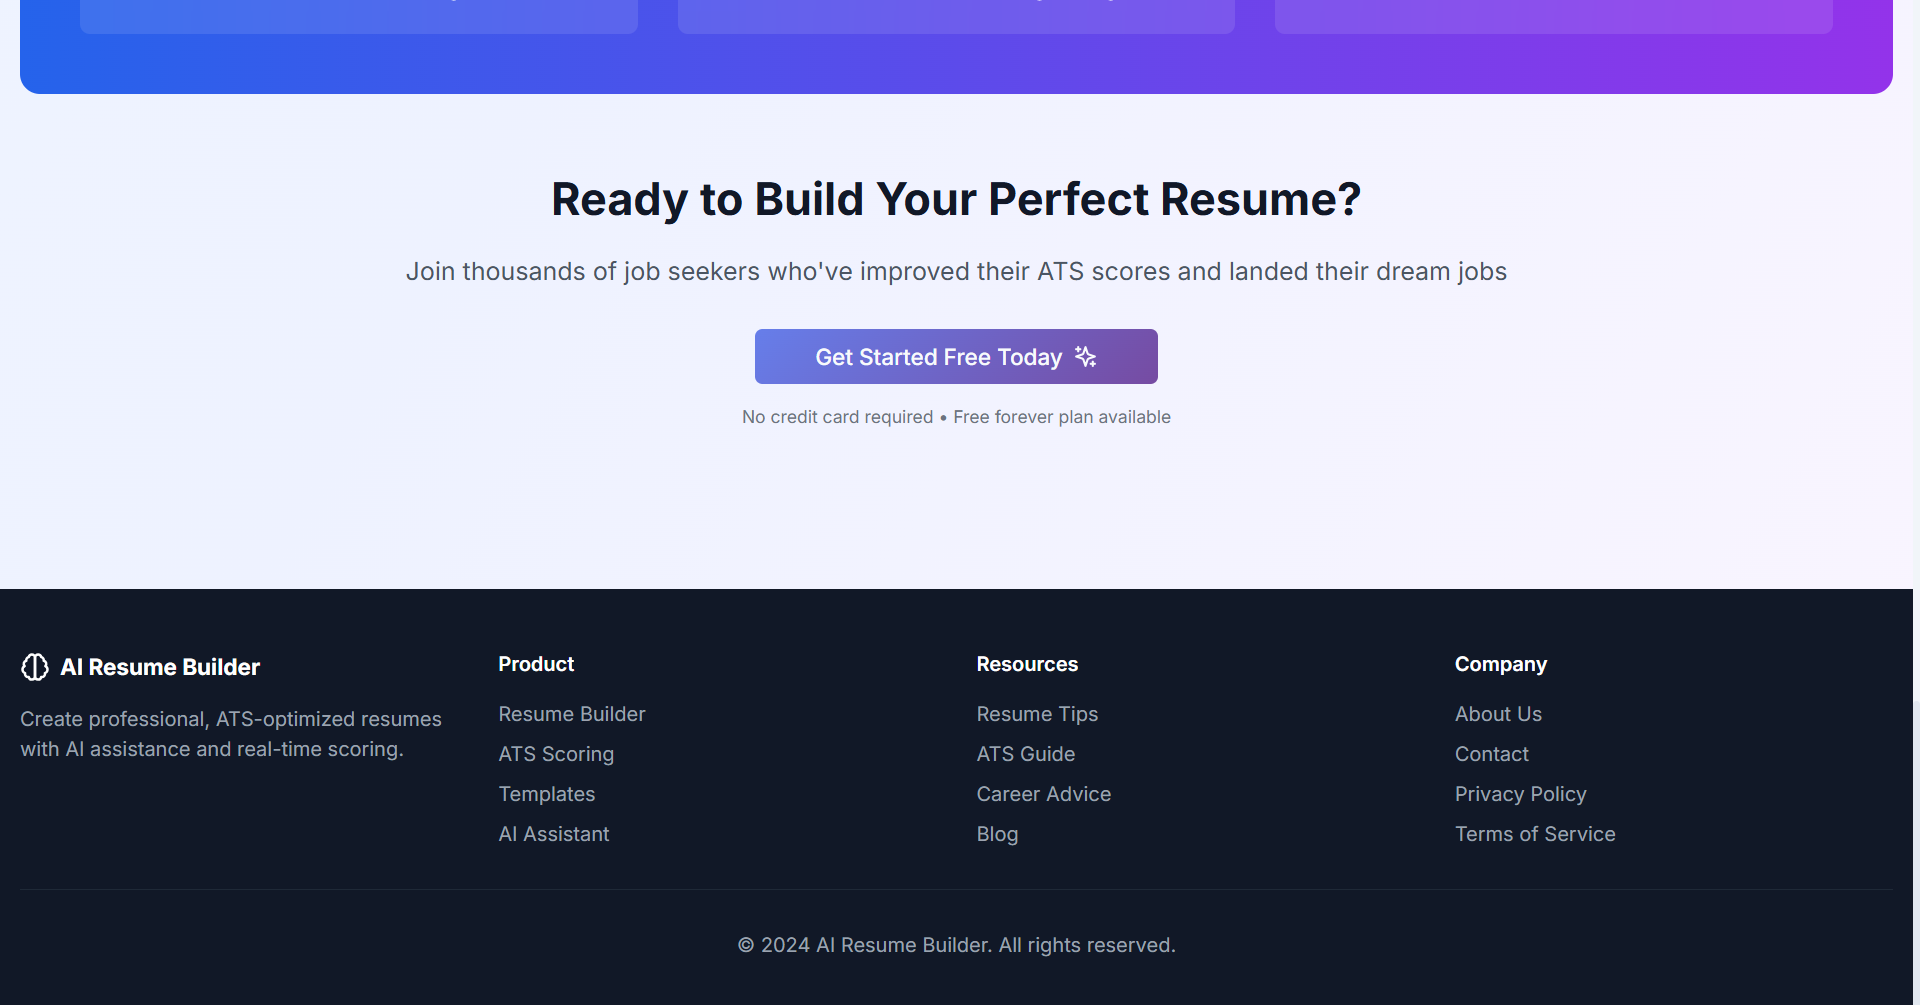 Ready to Build Your Perfect Resume?
Join thousands of job seekers who've improved their ATS scores and landed their dream jobs
Get Started Free Today
No credit card required • Free forever plan available
AI Resume Builder
Create professional, ATS-optimized resumes
with AI assistance and real-time scoring.
Product
Resume Builder
ATS Scoring
Templates
AI Assistant
Resources
Resume Tips
ATS Guide
Career Advice
Blog
Company
About Us
Contact
Privacy Policy
Terms of Service
© 2024 AI Resume Builder. All rights reserved.